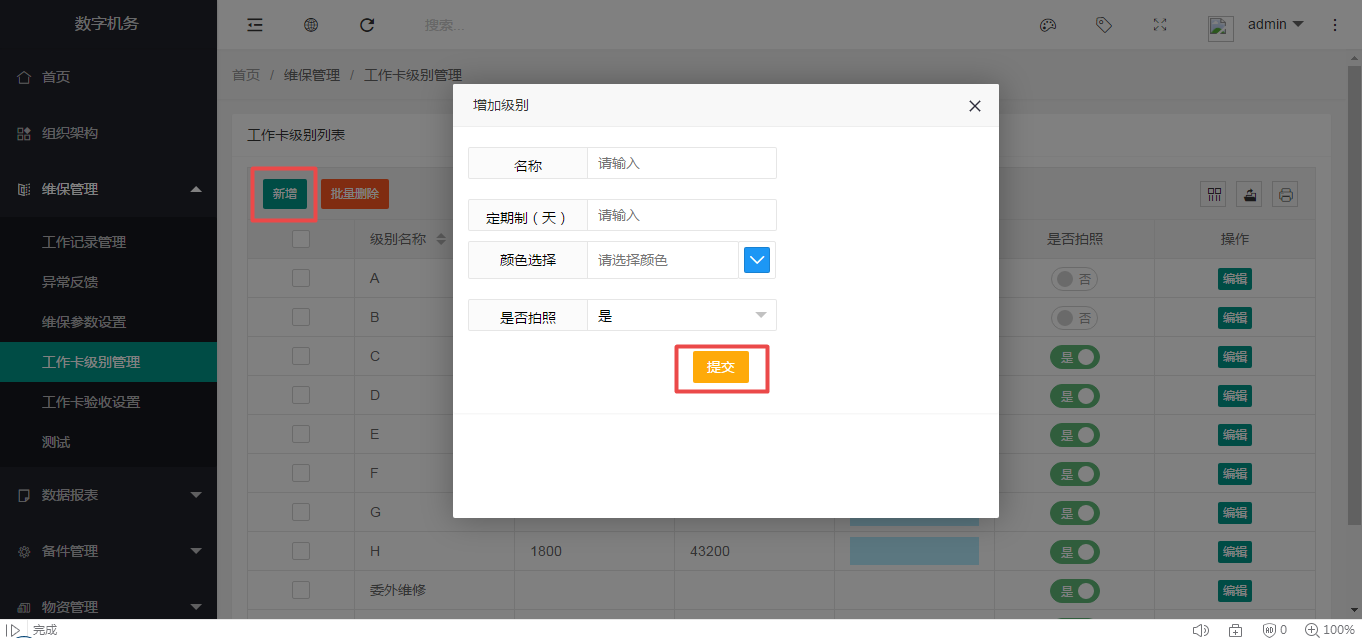 数字机务
搜索...
admin
首页
组织架构
维保管理
工作记录管理
异常反馈
维保参数设置
工作卡级别管理
工作卡验收设置
测试
数据报表
备件管理
物资管理
首页 / 维保管理 / 工作卡级别管理
工作卡级别列表
新增 批量删除
级别名称 是否拍照 操作
A 否 编辑
B 否 编辑
C 是 编辑
D 是 编辑
E 是 编辑
F 是 编辑
G 是 编辑
H 1800 43200 是 编辑
委外维修 是 编辑
增加级别
名称 请输入
定期制（天） 请输入
颜色选择 请选择颜色
是否拍照 是
提交
完成
AD 0 100%